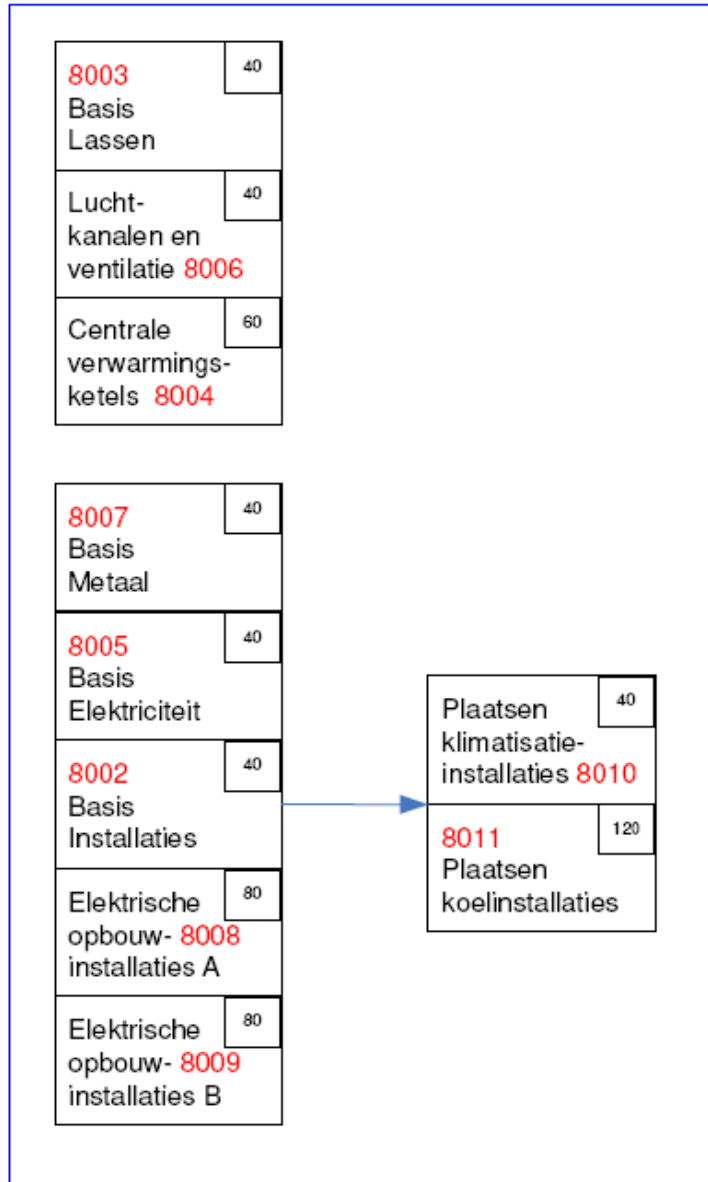 8003 40
Basis
Lassen
Lucht- 40
kanalen en
ventilatie 8006
Centrale 60
verwarmings-
ketels 8004
8007 40
Basis
Metaal
8005 40
Basis
Elektriciteit
8002 40
Basis
Installaties
Elektrische 80
opbouw- 8008
installaties A
Elektrische 80
opbouw- 8009
installaties B
Plaatsen 40
klimatisatie-
installaties 8010
8011 120
Plaatsen
koelinstallaties